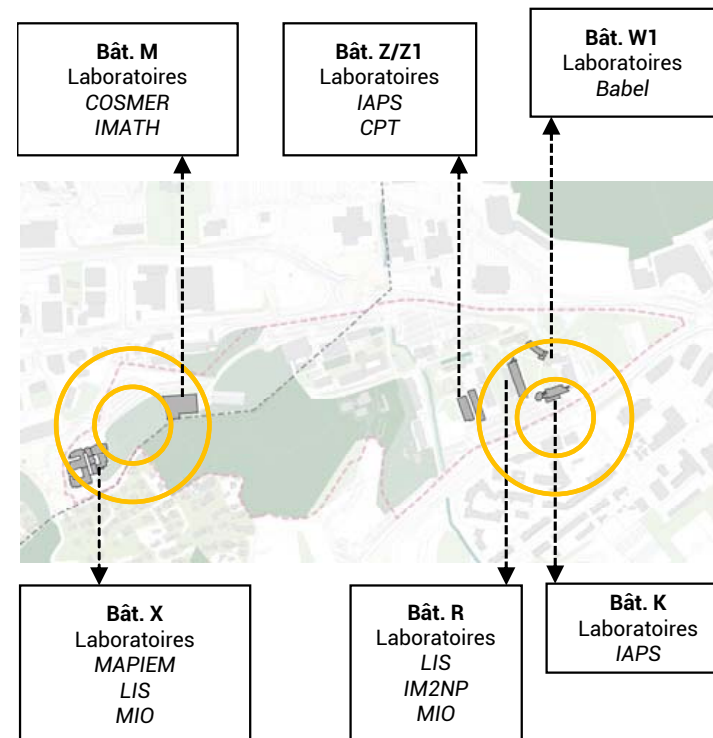 Bât. M
Laboratoires
COSMER
IMATH
Bât. Z/Z1
Laboratoires
IAPS
CPT
Bât. W1
Laboratoires
Babel
Bât. X
Laboratoires
MAPIEM
LIS
MIO
Bât. R
Laboratoires
LIS
IM2NP
MIO
Bât. K
Laboratoires
IAPS